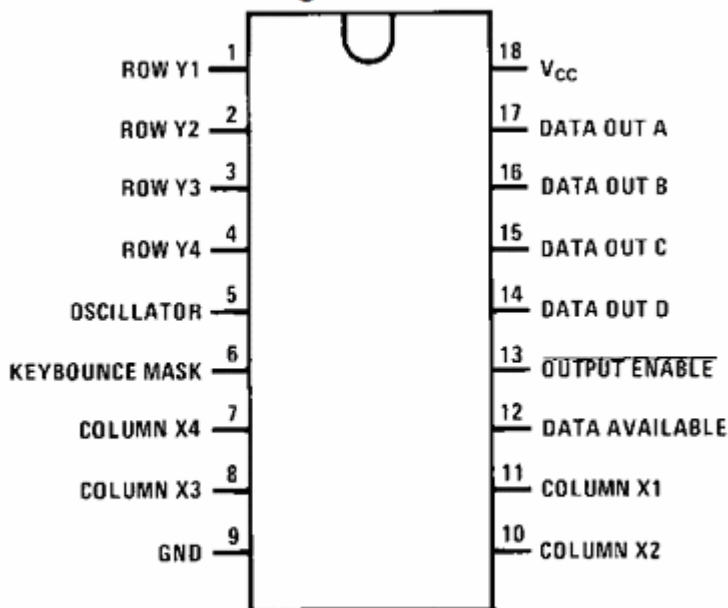 1
ROW Y1
2
ROW Y2
3
ROW Y3
4
ROW Y4
5
OSCILLATOR
6
KEYBOUNCE MASK
7
COLUMN X4
8
COLUMN X3
9
GND
18
VCC
17
DATA OUT A
16
DATA OUT B
15
DATA OUT C
14
DATA OUT D
13
OUTPUT ENABLE
12
DATA AVAILABLE
11
COLUMN X1
10
COLUMN X2